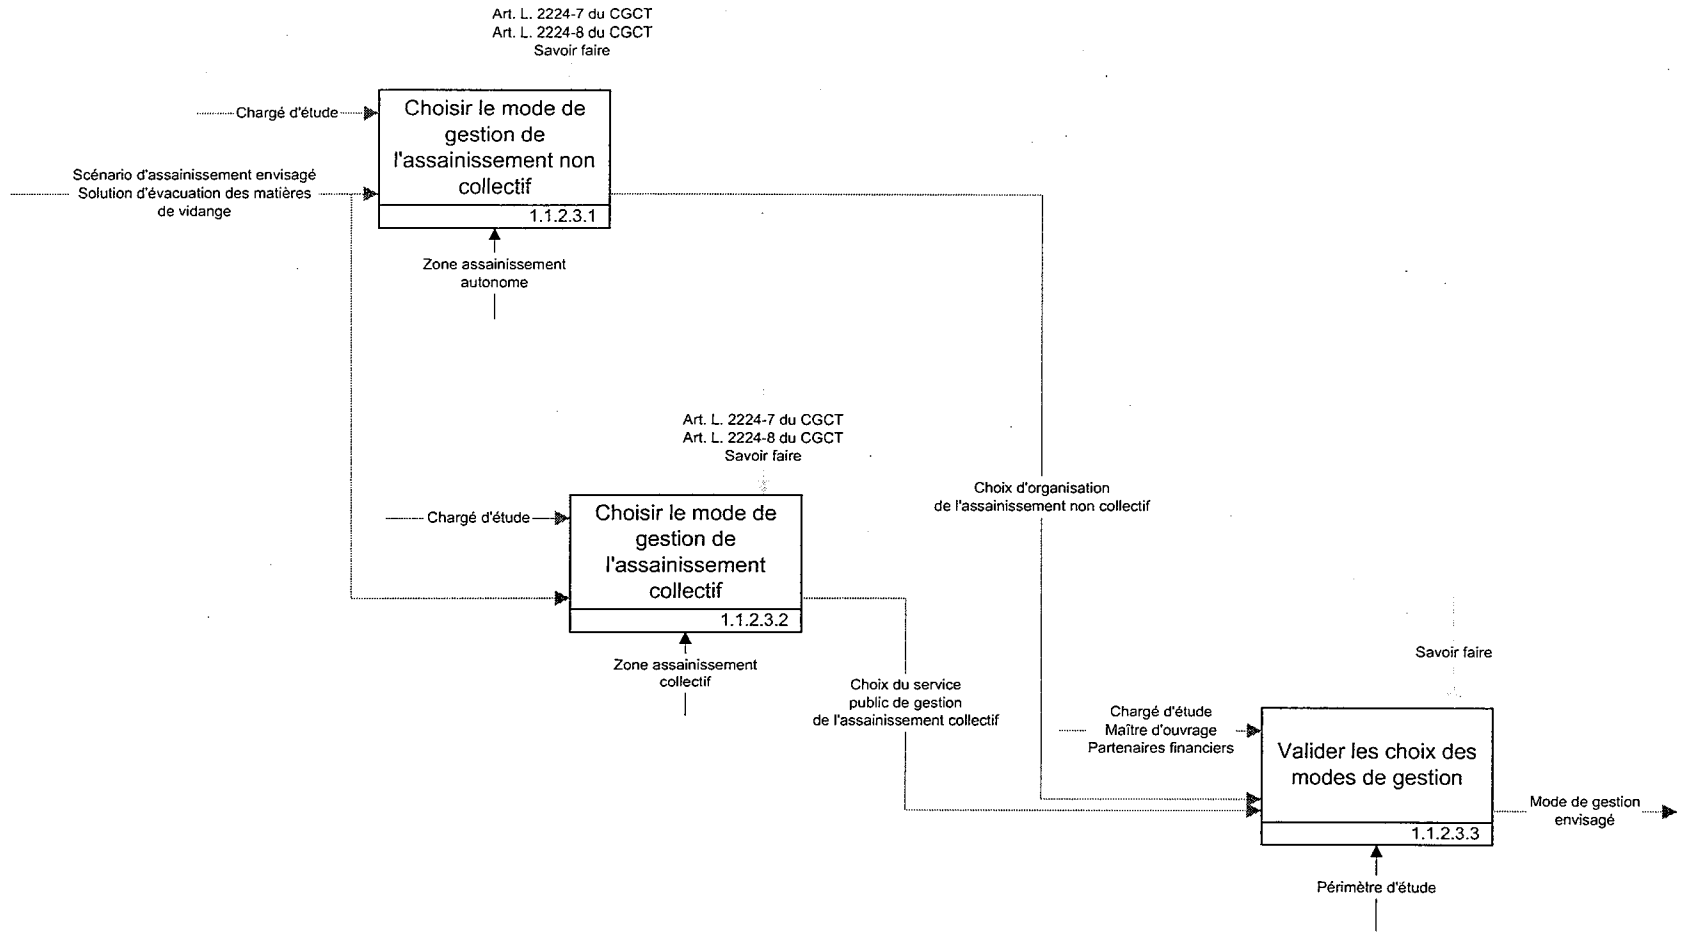 Art. L. 2224-7 du CGCT
Art. L. 2224-8 du CGCT
Savoir faire
Chargé d'étude
Choisir le mode de
gestion de
l'assainissement non
collectif
1.1.2.3.1
Scénario d'assainissement envisagé
Solution d'évacuation des matières
de vidange
Zone assainissement
autonome
Art. L. 2224-7 du CGCT
Art. L. 2224-8 du CGCT
Savoir faire
Chargé d'étude
Choisir le mode de
gestion de
l'assainissement
collectif
1.1.2.3.2
Zone assainissement
collectif
Choix d'organisation
de l'assainissement non collectif
Choix du service
public de gestion
de l'assainissement collectif
Savoir faire
Chargé d'étude
Maître d'ouvrage
Partenaires financiers
Valider les choix des
modes de gestion
1.1.2.3.3
Mode de gestion
envisagé
Périmètre d'étude